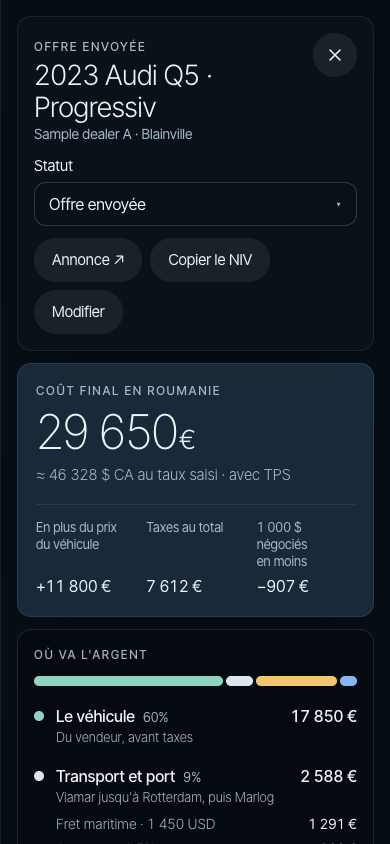 OFFRE ENVOYÉE
2023 Audi Q5 ·
Progressiv
Sample dealer A · Blainville
Statut
Offre envoyée
Annonce ↗
Copier le NIV
Modifier
COÛT FINAL EN ROUMANIE
29 650€
≈ 46 328 $ CA au taux saisi · avec TPS
En plus du prix
du véhicule
+11 800 €
Taxes au total
7 612 €
1 000 $
négociés
en moins
−907 €
OÙ VA L'ARGENT
Le véhicule 60% 17 850 €
Du vendeur, avant taxes
Transport et port 9% 2 588 €
Viamar jusqu'à Rotterdam, puis Marlog
Fret maritime · 1 450 USD 1 291 €